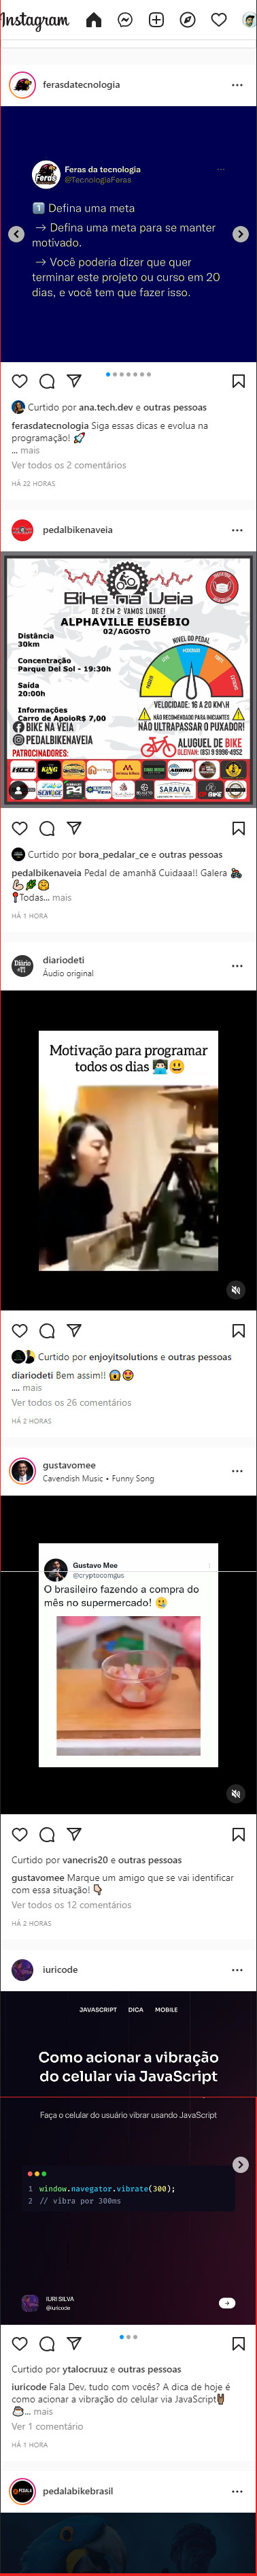 Instagram
ferasdatecnologia
Feras da tecnologia
@TecnologiaFeras
1 Defina uma meta
→ Defina uma meta para se manter
motivado.
→ Você poderia dizer que quer
terminar este projeto ou curso em 20
dias, e você tem que fazer isso.
Curtido por ana.tech.dev e outras pessoas
ferasdatecnologia Siga essas dicas e evolua na
programação! 🚀
... mais
Ver todos os 2 comentários
HÁ 22 HORAS
pedalbikenaveia
Bike na Veia
DE 2 EM 2 VAMOS LONGE!
ALPHAVILLE EUSÉBIO
02/AGOSTO
Distância
30km
Concentração
Parque Del Sol - 19:30h
Saída
20:00h
Informações
Carro de ApoioR$ 7,00
BIKE NA VEIA
PEDALBIKENAVEIA
NIVEL DO PEDAL
VELOCIDADE: 16 A 20 KM/H
NÃO RECOMENDADO PARA INICIANTES
NÃO ULTRAPASSAR O PUXADOR!
ALUGUEL DE BIKE
PATROCINADORES:
KING
SARAIVA
Curtido por bora_pedalar_ce e outras pessoas
pedalbikenaveia Pedal de amanhã Cuidaaa!! Galera 🚴
💪🌶🤗
📍Todas... mais
HÁ 1 HORA
Diário de TI
diariodeti
Áudio original
Motivação para programar
todos os dias 👨‍💻😃
Curtido por enjoyitsolutions e outras pessoas
diariodeti Bem assim!! 😱😍
.... mais
Ver todos os 26 comentários
HÁ 2 HORAS
gustavomee
Cavendish Music • Funny Song
Gustavo Mee
@cryptocomgus
O brasileiro fazendo a compra do
mês no supermercado! 🥲
Curtido por vanecris20 e outras pessoas
gustavomee Marque um amigo que se vai identificar
com essa situação! 👇
Ver todos os 12 comentários
HÁ 2 HORAS
iuricode
JAVASCRIPT DICA MOBILE
Como acionar a vibração
do celular via JavaScript
Faça o celular do usuário vibrar usando JavaScript
1 window.navegator.vibrate(300);
2 // vibra por 300ms
IURI SILVA
@iuricode
Curtido por ytalocruuz e outras pessoas
iuricode Fala Dev, tudo com vocês? A dica de hoje é
como acionar a vibração do celular via JavaScript🤘
... mais
Ver 1 comentário
HÁ 1 HORA
PEDALA
pedalabikebrasil